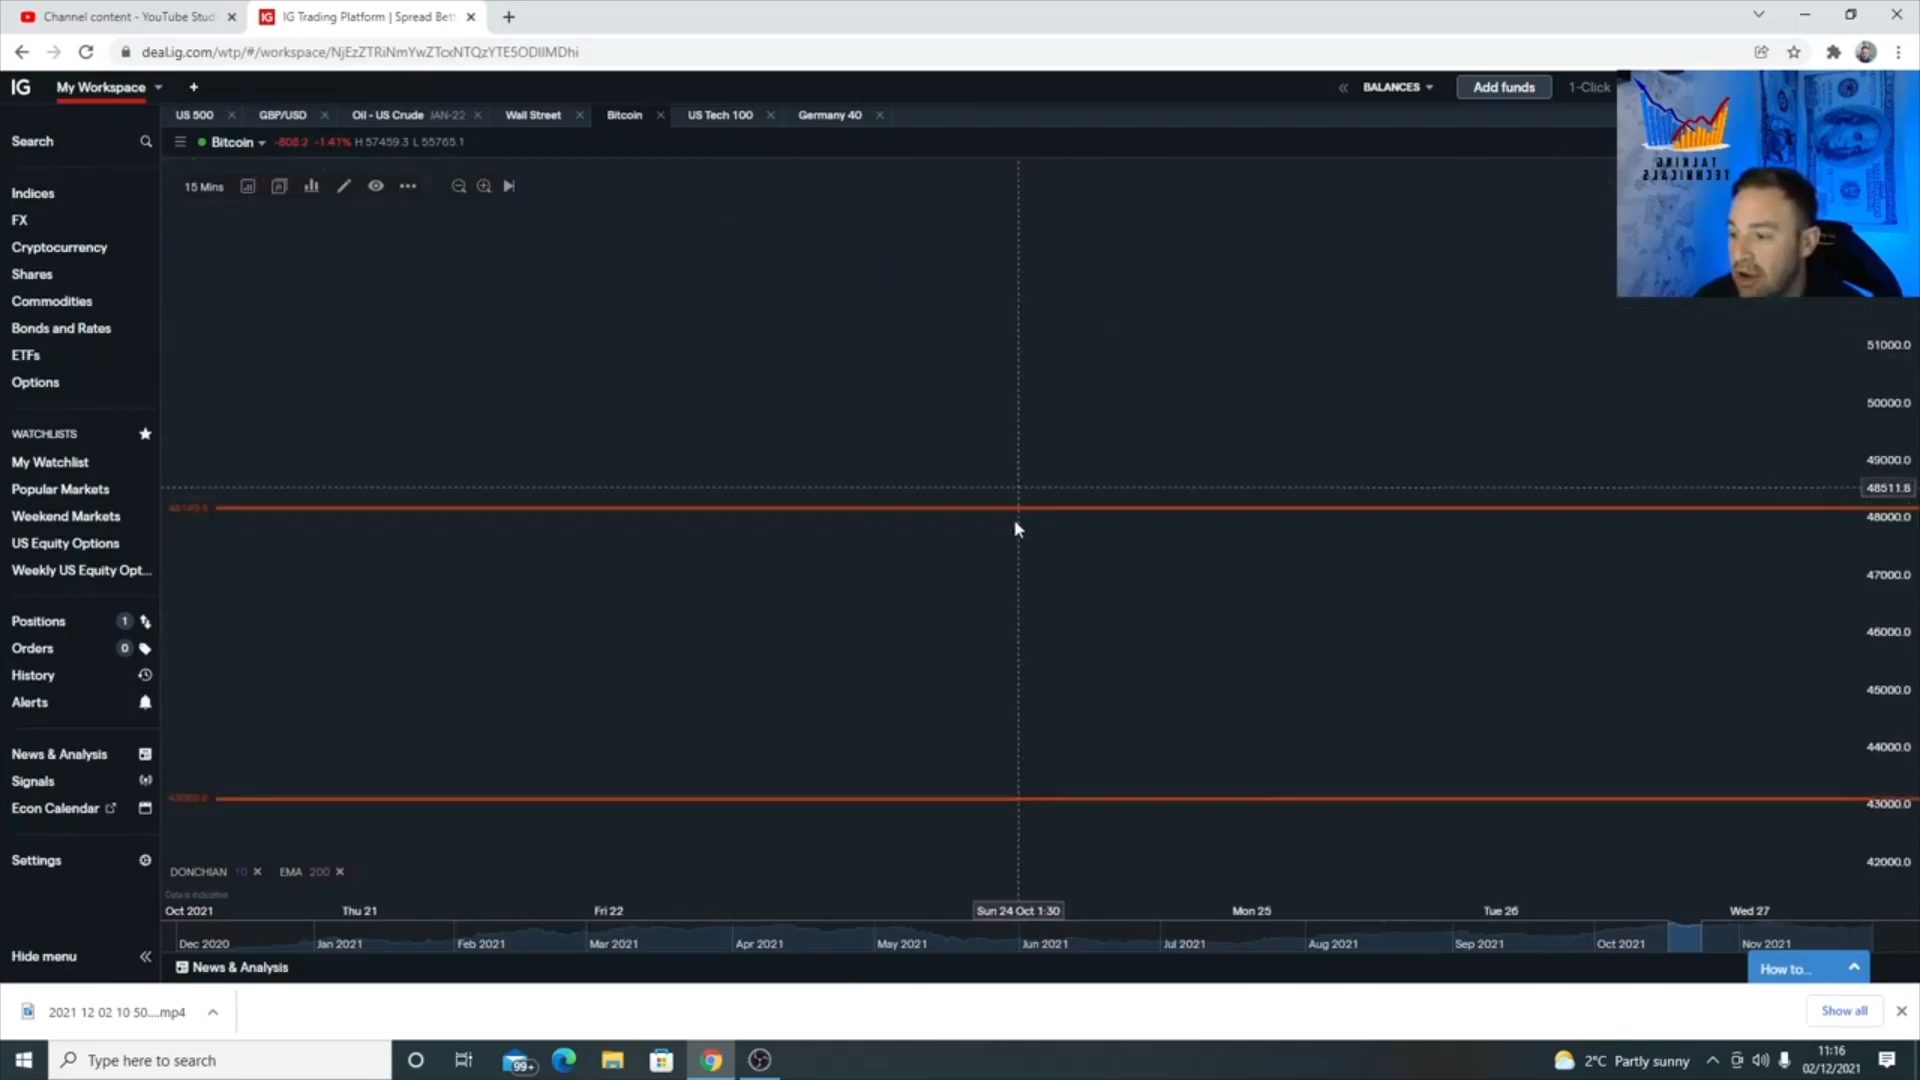 Channel content - YouTube Stud
IG Trading Platform | Spread Bet
deal.ig.com/wtp/#/workspace/NjEzZTRiNmYwZTcxNTQzYTE5ODllMDhi
IG My Workspace
BALANCES Add funds 1-Click
US 500 GBP/USD Oil - US Crude JAN-22 Wall Street Bitcoin US Tech 100 Germany 40
Bitcoin -806.2 -1.41% H 57459.3 L 55765.1
15 Mins
TALKING
TECHNICALS
Search
Indices
FX
Cryptocurrency
Shares
Commodities
Bonds and Rates
ETFs
Options
WATCHLISTS
My Watchlist
Popular Markets
Weekend Markets
US Equity Options
Weekly US Equity Opt...
Positions 1
Orders 0
History
Alerts
News & Analysis
Signals
Econ Calendar
Settings
Hide menu
51000.0
50000.0
49000.0
48511.8
48000.0
47000.0
46000.0
45000.0
44000.0
43000.0
42000.0
DONCHIAN 10 EMA 200
Data is indicative
Oct 2021 Thu 21 Fri 22 Sun 24 Oct 1:30 Mon 25 Tue 26 Wed 27
Dec 2020 Jan 2021 Feb 2021 Mar 2021 Apr 2021 May 2021 Jun 2021 Jul 2021 Aug 2021 Sep 2021 Oct 2021 Nov 2021
News & Analysis
How to...
2021 12 02 10 50....mp4
Show all
Type here to search
99+
2°C Partly sunny
11:16
02/12/2021